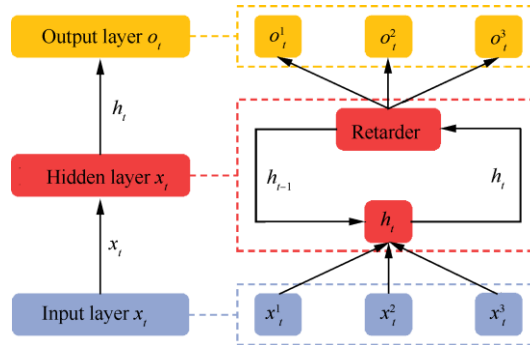 Output layer o_t
o_t^1
o_t^2
o_t^3
h_t
Retarder
Hidden layer x_t
h_{t-1}
h_t
h_t
x_t
Input layer x_t
x_t^1
x_t^2
x_t^3